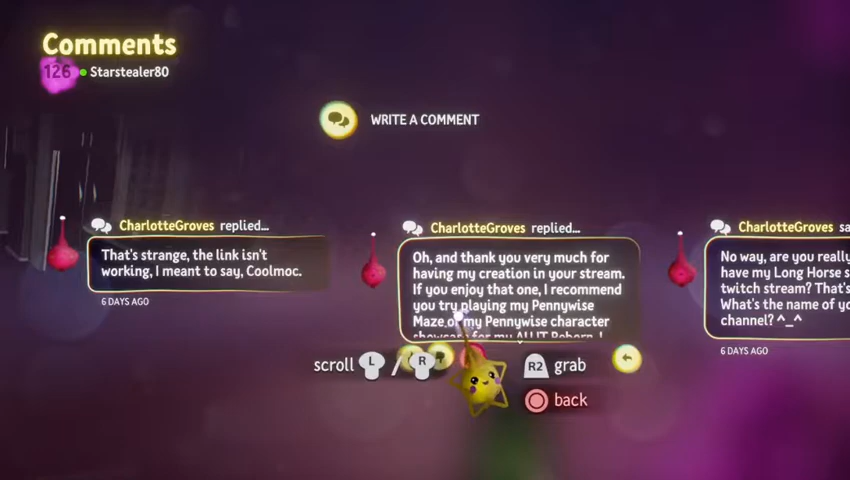 Comments
126 Starstealer80
WRITE A COMMENT
CharlotteGroves replied...
That's strange, the link isn't
working, I meant to say, Coolmoc.
6 DAYS AGO
CharlotteGroves replied...
Oh, and thank you very much for
having my creation in your stream.
If you enjoy that one, I recommend
you try playing my Pennywise
Maze or my Pennywise character
CharlotteGroves sa
No way, are you really
have my Long Horse s
twitch stream? That's
What's the name of yo
channel? ^_^
6 DAYS AGO
scroll L / R
R2 grab
back